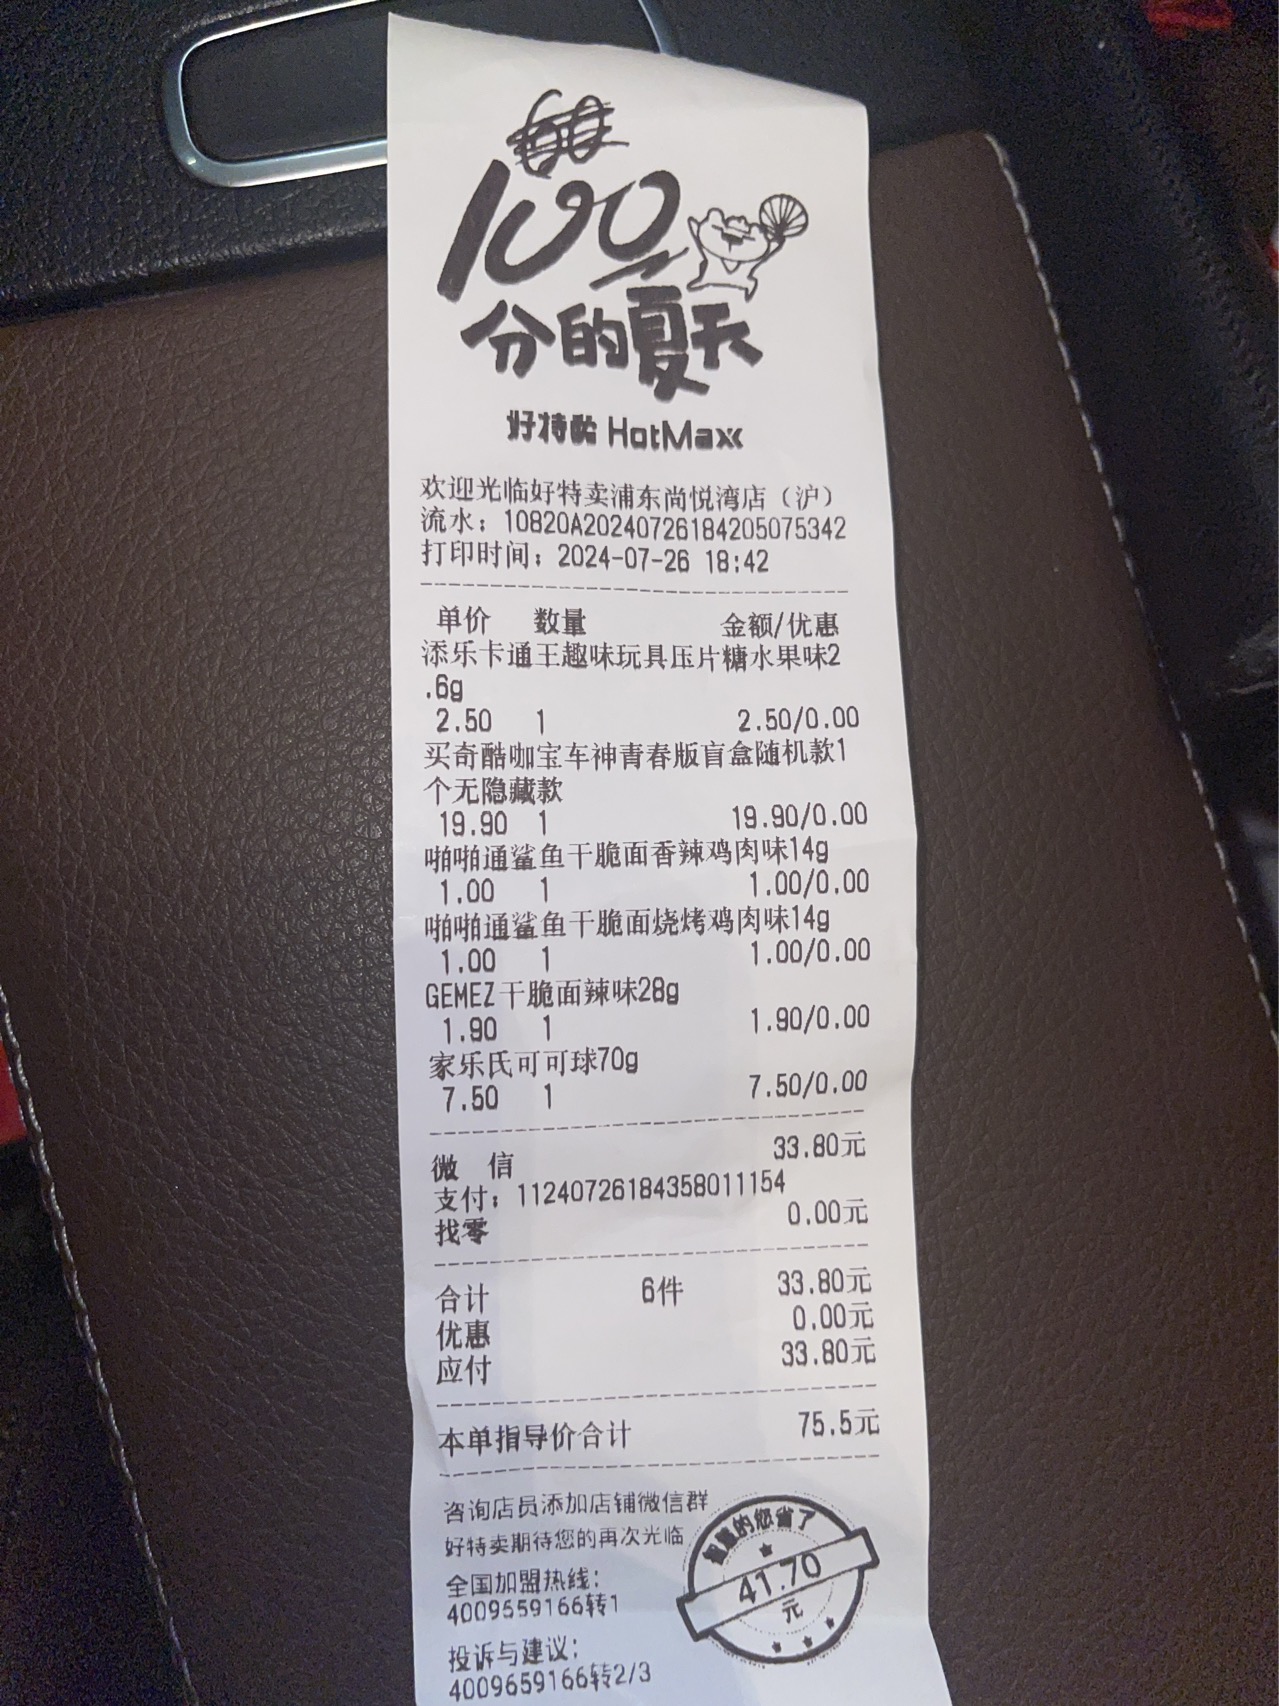 100
分的夏天
好特卖 HotMaxx
欢迎光临好特卖浦东尚悦湾店（沪）
流水：10820A20240726184205075342
打印时间：2024-07-26 18:42
单价 数量 金额/优惠
添乐卡通王趣味玩具压片糖水果味2
.6g
2.50 1 2.50/0.00
买奇酷咖宝车神青春版盲盒随机款1
个无隐藏款
19.90 1 19.90/0.00
啪啪通鲨鱼干脆面香辣鸡肉味14g
1.00 1 1.00/0.00
啪啪通鲨鱼干脆面烧烤鸡肉味14g
1.00 1 1.00/0.00
GEMEZ干脆面辣味28g
1.90 1 1.90/0.00
家乐氏可可球70g
7.50 1 7.50/0.00
微 信 33.80元
支付：11240726184358011154
找零 0.00元
合计 6件 33.80元
优惠 0.00元
应付 33.80元
本单指导价合计 75.5元
咨询店员添加店铺微信群
好特卖期待您的再次光临
全国加盟热线：
4009659166转1
投诉与建议：
4009659166转2/3
聪慧的您省了
41.70
元